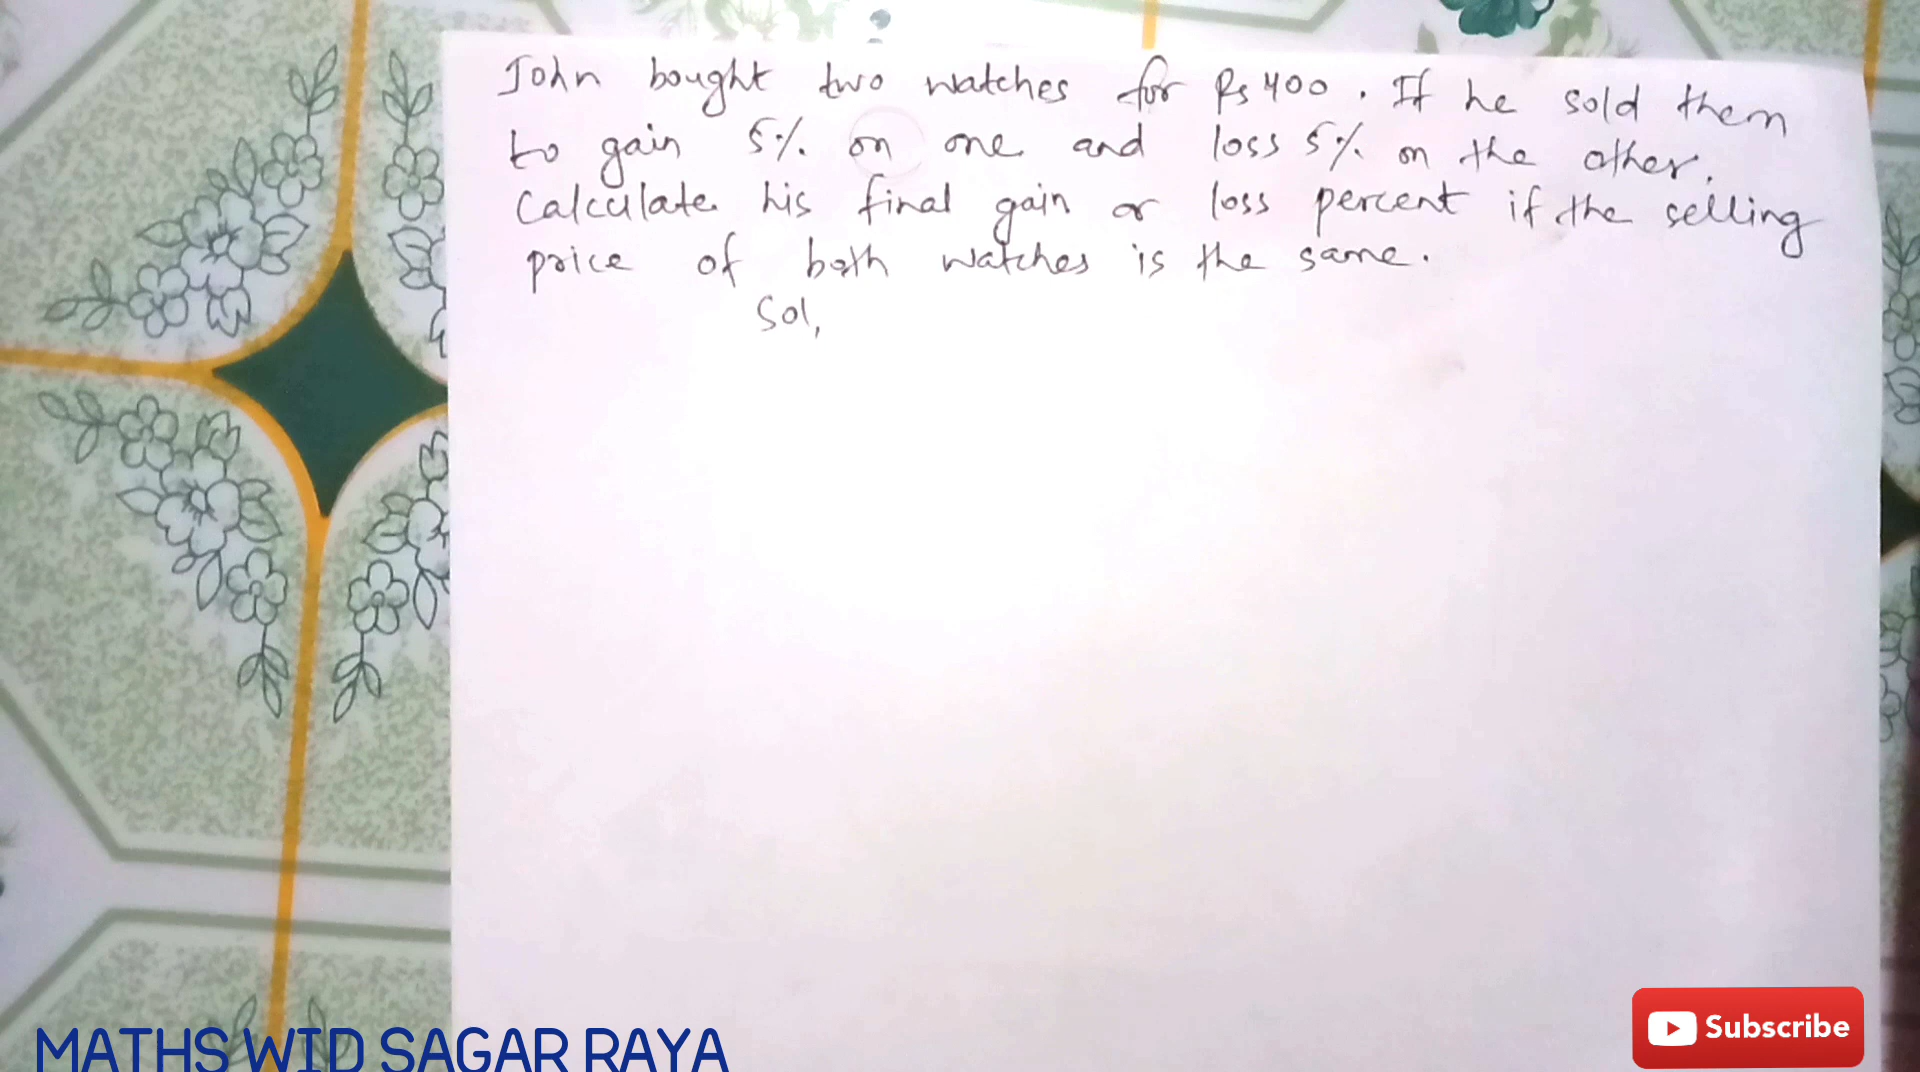 John bought two watches for Rs 400. If he sold them
to gain 5% on one and loss 5% on the other.
Calculate his final gain or loss percent if the selling
price of both watches is the same.
Sol,
MATHS WID SAGAR RAYA
Subscribe